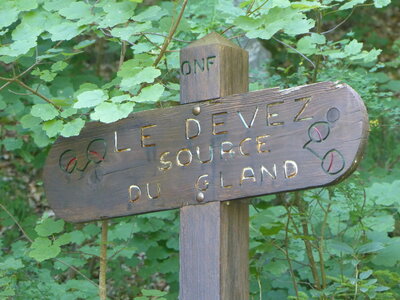 ONF
LE DEVEZ
SOURCE
DU GLAND